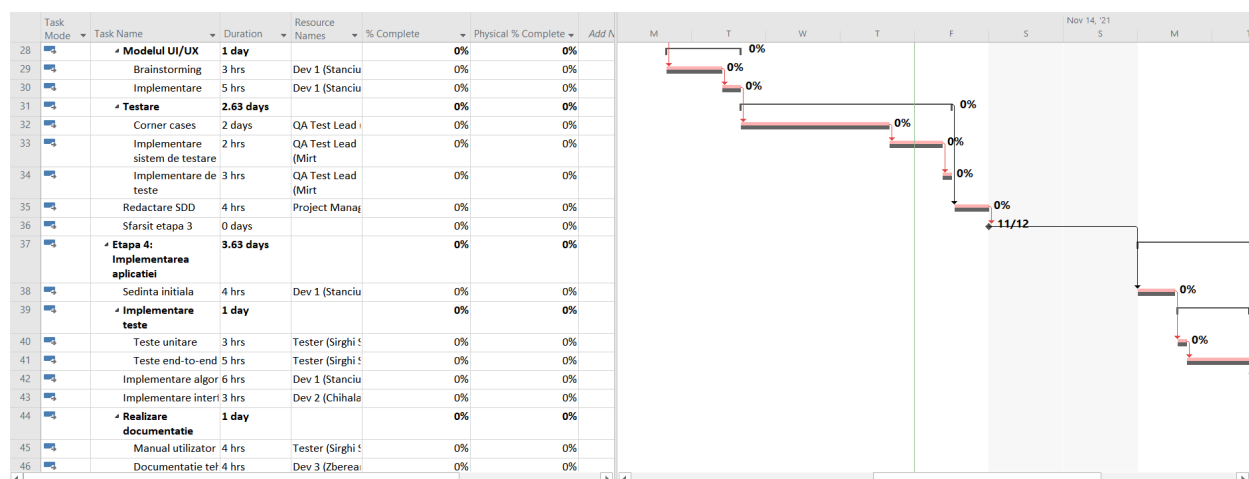 Task Mode Task Name Duration Resource Names % Complete Physical % Complete Add N
28 Modelul UI/UX 1 day 0% 0%
29 Brainstorming 3 hrs Dev 1 (Stanciu 0% 0%
30 Implementare 5 hrs Dev 1 (Stanciu 0% 0%
31 Testare 2.63 days 0% 0%
32 Corner cases 2 days QA Test Lead ( 0% 0%
33 Implementare 2 hrs QA Test Lead 0% 0%
sistem de testare (Mirt
34 Implementare de 3 hrs QA Test Lead 0% 0%
teste (Mirt
35 Redactare SDD 4 hrs Project Manag 0% 0%
36 Sfarsit etapa 3 0 days 0% 0%
37 Etapa 4: 3.63 days 0% 0%
Implementarea
aplicatiei
38 Sedinta initiala 4 hrs Dev 1 (Stanciu 0% 0%
39 Implementare 1 day 0% 0%
teste
40 Teste unitare 3 hrs Tester (Sirghi S 0% 0%
41 Teste end-to-end 5 hrs Tester (Sirghi S 0% 0%
42 Implementare algor 6 hrs Dev 1 (Stanciu 0% 0%
43 Implementare interf 3 hrs Dev 2 (Chihala 0% 0%
44 Realizare 1 day 0% 0%
documentatie
45 Manual utilizator 4 hrs Tester (Sirghi S 0% 0%
46 Documentatie teh 4 hrs Dev 3 (Zberea 0% 0%
Nov 14, '21
M T W T F S S M T
0%
0%
0%
0%
0%
0%
0%
0%
11/12
0%
0%